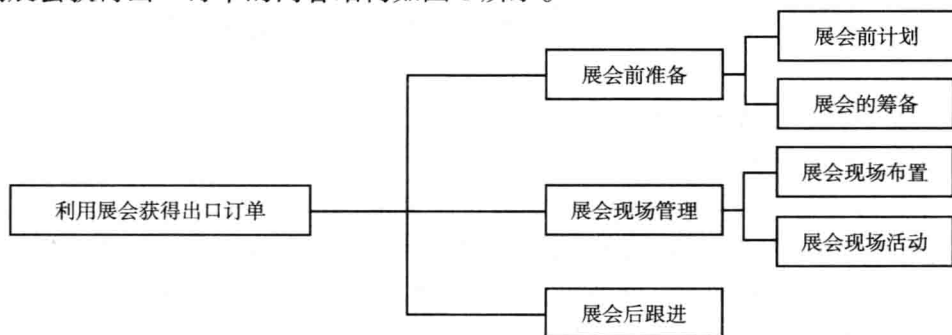 展会前计划
展会前准备
展会的筹备
展会现场布置
利用展会获得出口订单
展会现场管理
展会现场活动
展会后跟进